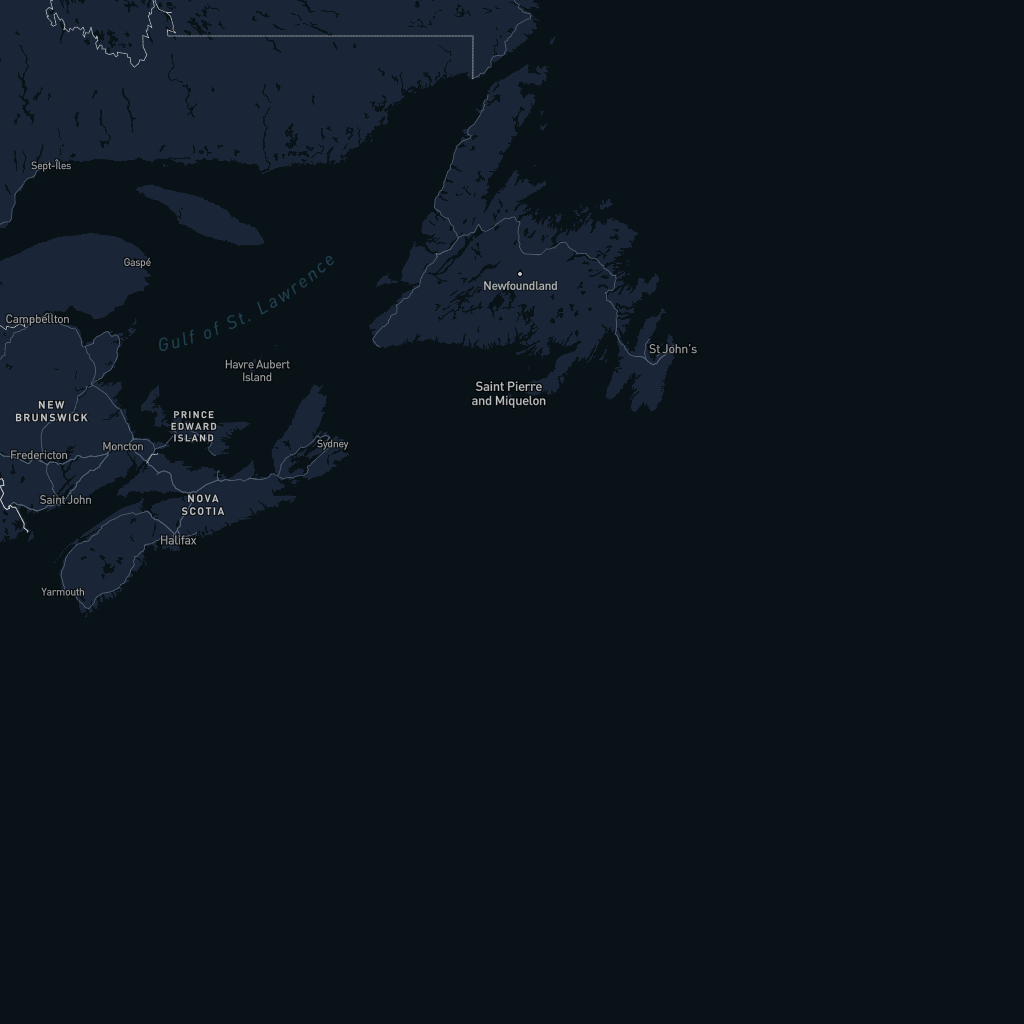 Sept-Îles
Gaspé
Gulf of St. Lawrence
Newfoundland
Campbellton
St John's
Havre Aubert
Island
Saint Pierre
and Miquelon
NEW
BRUNSWICK
PRINCE
EDWARD
ISLAND
Moncton
Sydney
Fredericton
Saint John
NOVA
SCOTIA
Halifax
Yarmouth